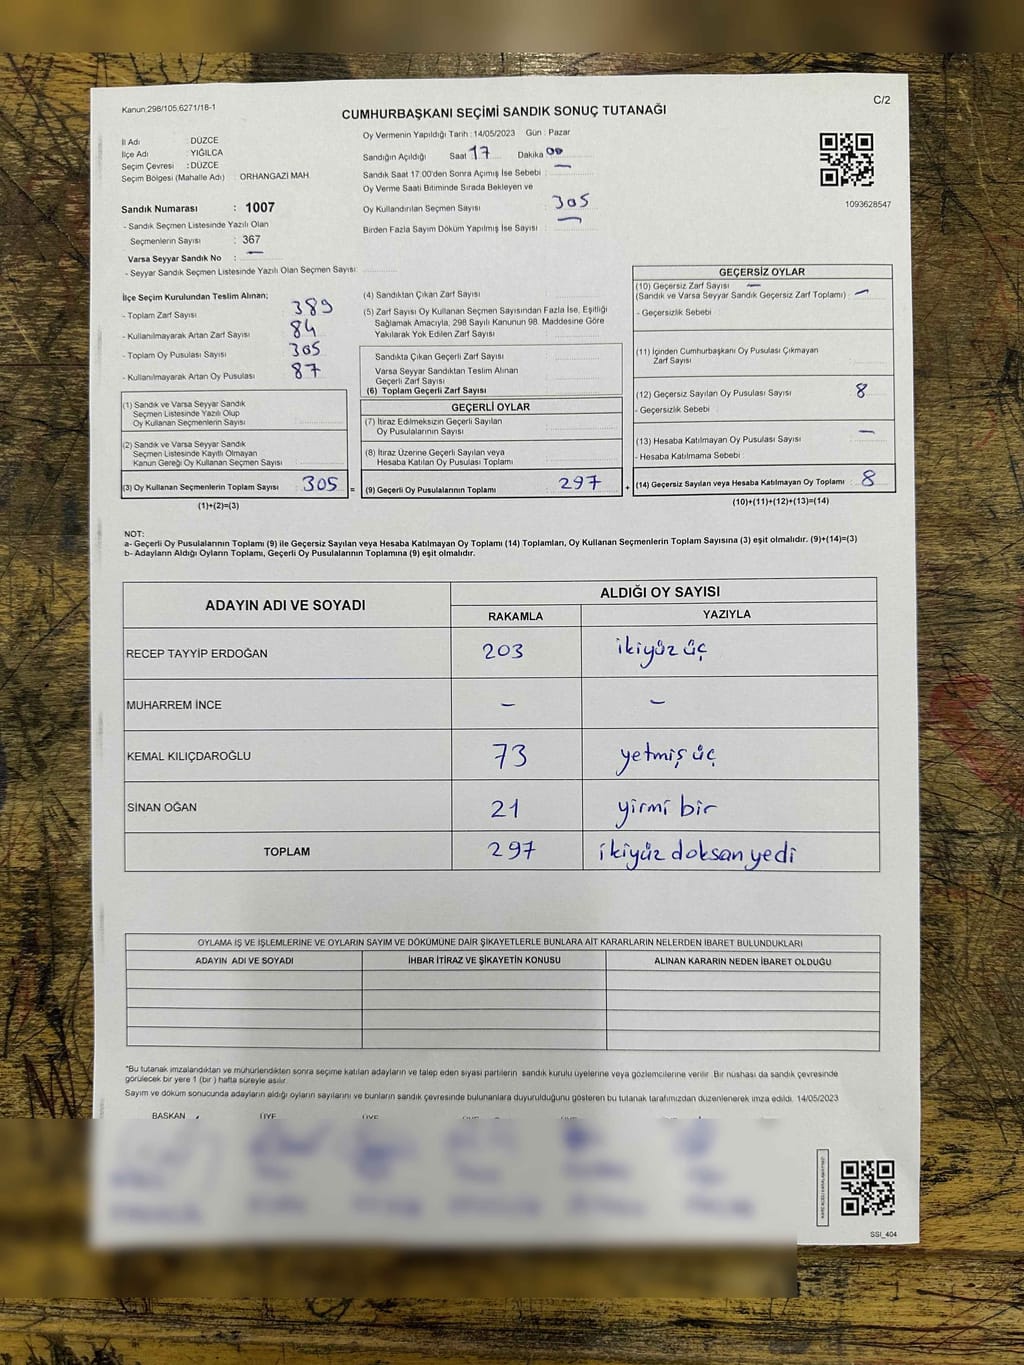 Kanun:298/105.6271/18-1
C/2
CUMHURBAŞKANI SEÇİMİ SANDIK SONUÇ TUTANAĞI
İl Adı : DÜZCE
İlçe Adı : YIĞILCA
Seçim Çevresi : DÜZCE
Seçim Bölgesi (Mahalle Adı) : ORHANGAZİ MAH.
Sandık Numarası : 1007
- Sandık Seçmen Listesinde Yazılı Olan
Seçmenlerin Sayısı : 367
Varsa Seyyar Sandık No : —
- Seyyar Sandık Seçmen Listesinde Yazılı Olan Seçmen Sayısı:
Oy Vermenin Yapıldığı Tarih : 14/05/2023 Gün : Pazar
Sandığın Açıldığı Saat 17 Dakika 00
Sandık Saat 17:00'den Sonra Açımış İse Sebebi : —
Oy Verme Saati Bitiminde Sırada Bekleyen ve
Oy Kullandırılan Seçmen Sayısı : 305
Birden Fazla Sayım Döküm Yapılmış İse Sayısı : —
1093628547
İlçe Seçim Kurulundan Teslim Alınan;
- Toplam Zarf Sayısı : 389
- Kullanılmayarak Artan Zarf Sayısı : 84
- Toplam Oy Pusulası Sayısı : 305
- Kullanılmayarak Artan Oy Pusulası : 87
(1) Sandık ve Varsa Seyyar Sandık
Seçmen Listesinde Yazılı Olup
Oy Kullanan Seçmenlerin Sayısı :
(2) Sandık ve Varsa Seyyar Sandık
Seçmen Listesinde Kayıtlı Olmayan
Kanun Gereği Oy Kullanan Seçmen Sayısı :
(3) Oy Kullanan Seçmenlerin Toplam Sayısı : 305 =
(1)+(2)=(3)
(4) Sandıktan Çıkan Zarf Sayısı :
(5) Zarf Sayısı Oy Kullanan Seçmen Sayısından Fazla İse, Eşitliği
Sağlamak Amacıyla, 298 Sayılı Kanunun 98. Maddesine Göre
Yakılarak Yok Edilen Zarf Sayısı :
Sandıkta Çıkan Geçerli Zarf Sayısı :
Varsa Seyyar Sandıktan Teslim Alınan
Geçerli Zarf Sayısı :
(6) Toplam Geçerli Zarf Sayısı :
GEÇERLİ OYLAR
(7) İtiraz Edilmeksizin Geçerli Sayılan
Oy Pusulalarının Sayısı :
(8) İtiraz Üzerine Geçerli Sayılan veya
Hesaba Katılan Oy Pusulası Toplamı :
(9) Geçerli Oy Pusulalarının Toplamı : 297 +
GEÇERSİZ OYLAR
(10) Geçersiz Zarf Sayısı —
(Sandık ve Varsa Seyyar Sandık Geçersiz Zarf Toplamı) : —
- Geçersizlik Sebebi :
(11) İçinden Cumhurbaşkanı Oy Pusulası Çıkmayan
Zarf Sayısı :
(12) Geçersiz Sayılan Oy Pusulası Sayısı : 8
- Geçersizlik Sebebi :
(13) Hesaba Katılmayan Oy Pusulası Sayısı : —
- Hesaba Katılmama Sebebi :
(14) Geçersiz Sayılan veya Hesaba Katılmayan Oy Toplamı : 8
(10)+(11)+(12)+(13)=(14)
NOT:
a- Geçerli Oy Pusulalarının Toplamı (9) ile Geçersiz Sayılan veya Hesaba Katılmayan Oy Toplamı (14) Toplamları, Oy Kullanan Seçmenlerin Toplam Sayısına (3) eşit olmalıdır. (9)+(14)=(3)
b- Adayların Aldığı Oyların Toplamı, Geçerli Oy Pusulalarının Toplamına (9) eşit olmalıdır.
ADAYIN ADI VE SOYADI ALDIĞI OY SAYISI
RAKAMLA YAZIYLA
RECEP TAYYİP ERDOĞAN 203 ikiyüz üç
MUHARREM İNCE — —
KEMAL KILIÇDAROĞLU 73 yetmiş üç
SİNAN OĞAN 21 yirmi bir
TOPLAM 297 ikiyüz doksan yedi
OYLAMA İŞ VE İŞLEMLERİNE VE OYLARIN SAYIM VE DÖKÜMÜNE DAİR ŞİKAYETLERLE BUNLARA AİT KARARLARIN NELERDEN İBARET BULUNDUKLARI
ADAYIN ADI VE SOYADI İHBAR İTİRAZ VE ŞİKAYETİN KONUSU ALINAN KARARIN NEDEN İBARET OLDUĞU
*Bu tutanak imzalandıktan ve mühürlendikten sonra seçime katılan adayların ve talep eden siyasi partilerin sandık kurulu üyelerine veya gözlemcilerine verilir. Bir nüshası da sandık çevresinde
görülecek bir yere 1 (bir ) hafta süreyle asılır.
Sayım ve döküm sonucunda adayların aldığı oyların sayılarını ve bunların sandık çevresinde bulunanlara duyurulduğunu gösteren bu tutanak tarafımızdan düzenlenerek imza edildi. 14/05/2023
BAŞKAN ÜYE ÜYE
SSI_404